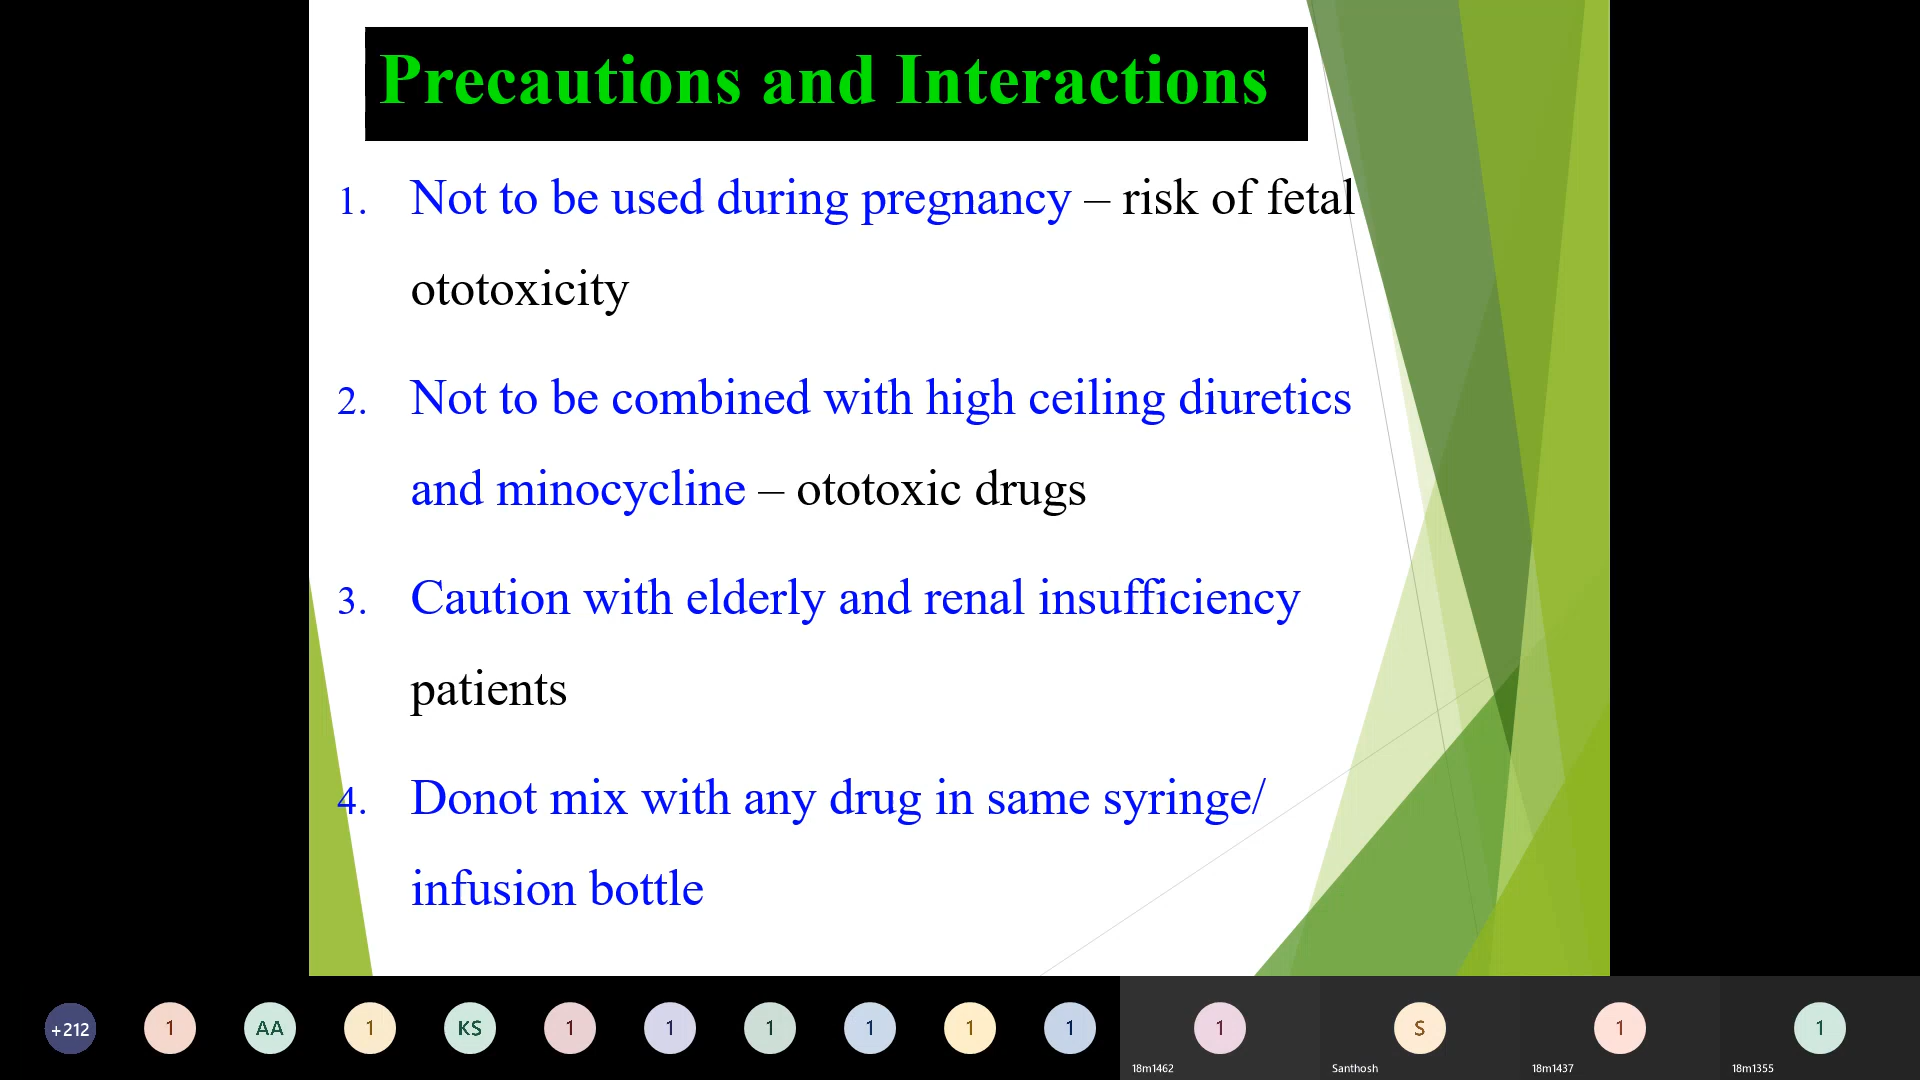 Precautions and Interactions
1. Not to be used during pregnancy – risk of fetal
ototoxicity
2. Not to be combined with high ceiling diuretics
and minocycline – ototoxic drugs
3. Caution with elderly and renal insufficiency
patients
4. Donot mix with any drug in same syringe/
infusion bottle
+212 1 AA 1 KS 1 1 1 1 1 1 1 S 1 1
18m1462 Santhosh 18m1437 18m1355